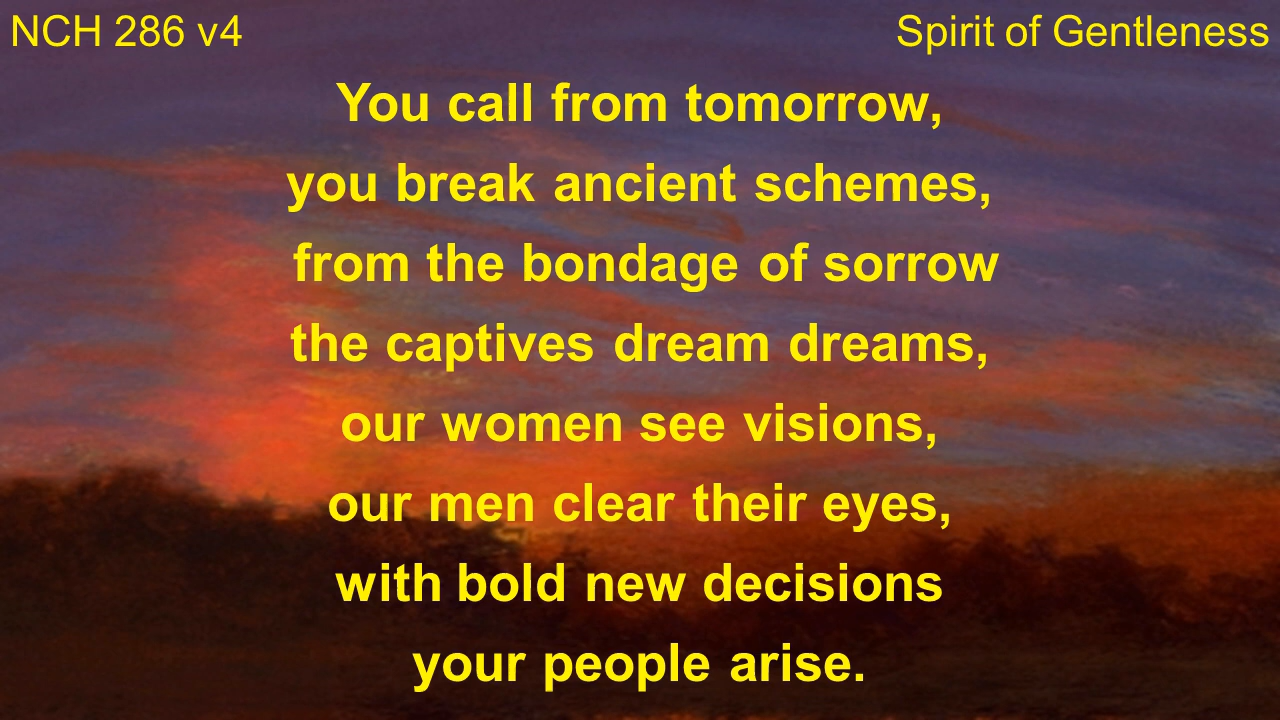 NCH 286 v4
Spirit of Gentleness
You call from tomorrow,
you break ancient schemes,
from the bondage of sorrow
the captives dream dreams,
our women see visions,
our men clear their eyes,
with bold new decisions
your people arise.